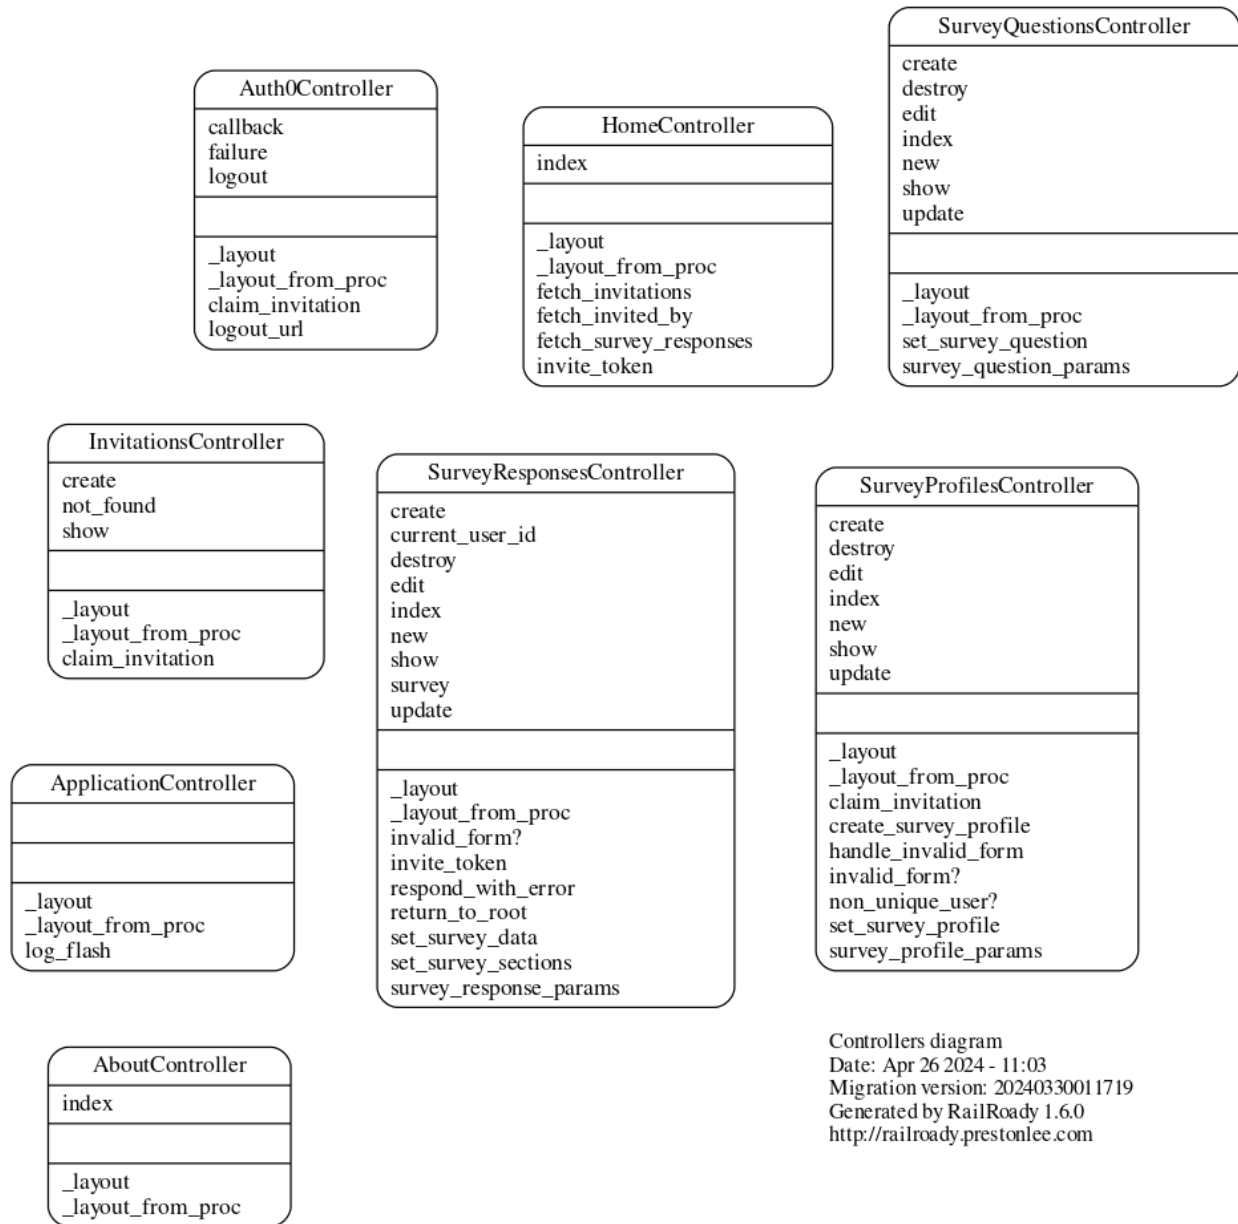 SurveyQuestionsController
create
destroy
edit
index
new
show
update
_layout
_layout_from_proc
set_survey_question
survey_question_params
Auth0Controller
callback
failure
logout
_layout
_layout_from_proc
claim_invitation
logout_url
HomeController
index
_layout
_layout_from_proc
fetch_invitations
fetch_invited_by
fetch_survey_responses
invite_token
InvitationsController
create
not_found
show
_layout
_layout_from_proc
claim_invitation
SurveyResponsesController
create
current_user_id
destroy
edit
index
new
show
survey
update
_layout
_layout_from_proc
invalid_form?
invite_token
respond_with_error
return_to_root
set_survey_data
set_survey_sections
survey_response_params
SurveyProfilesController
create
destroy
edit
index
new
show
update
_layout
_layout_from_proc
claim_invitation
create_survey_profile
handle_invalid_form
invalid_form?
non_unique_user?
set_survey_profile
survey_profile_params
ApplicationController
_layout
_layout_from_proc
log_flash
AboutController
index
_layout
_layout_from_proc
Controllers diagram
Date: Apr 26 2024 - 11:03
Migration version: 20240330011719
Generated by RailRoady 1.6.0
http://railroady.prestonlee.com